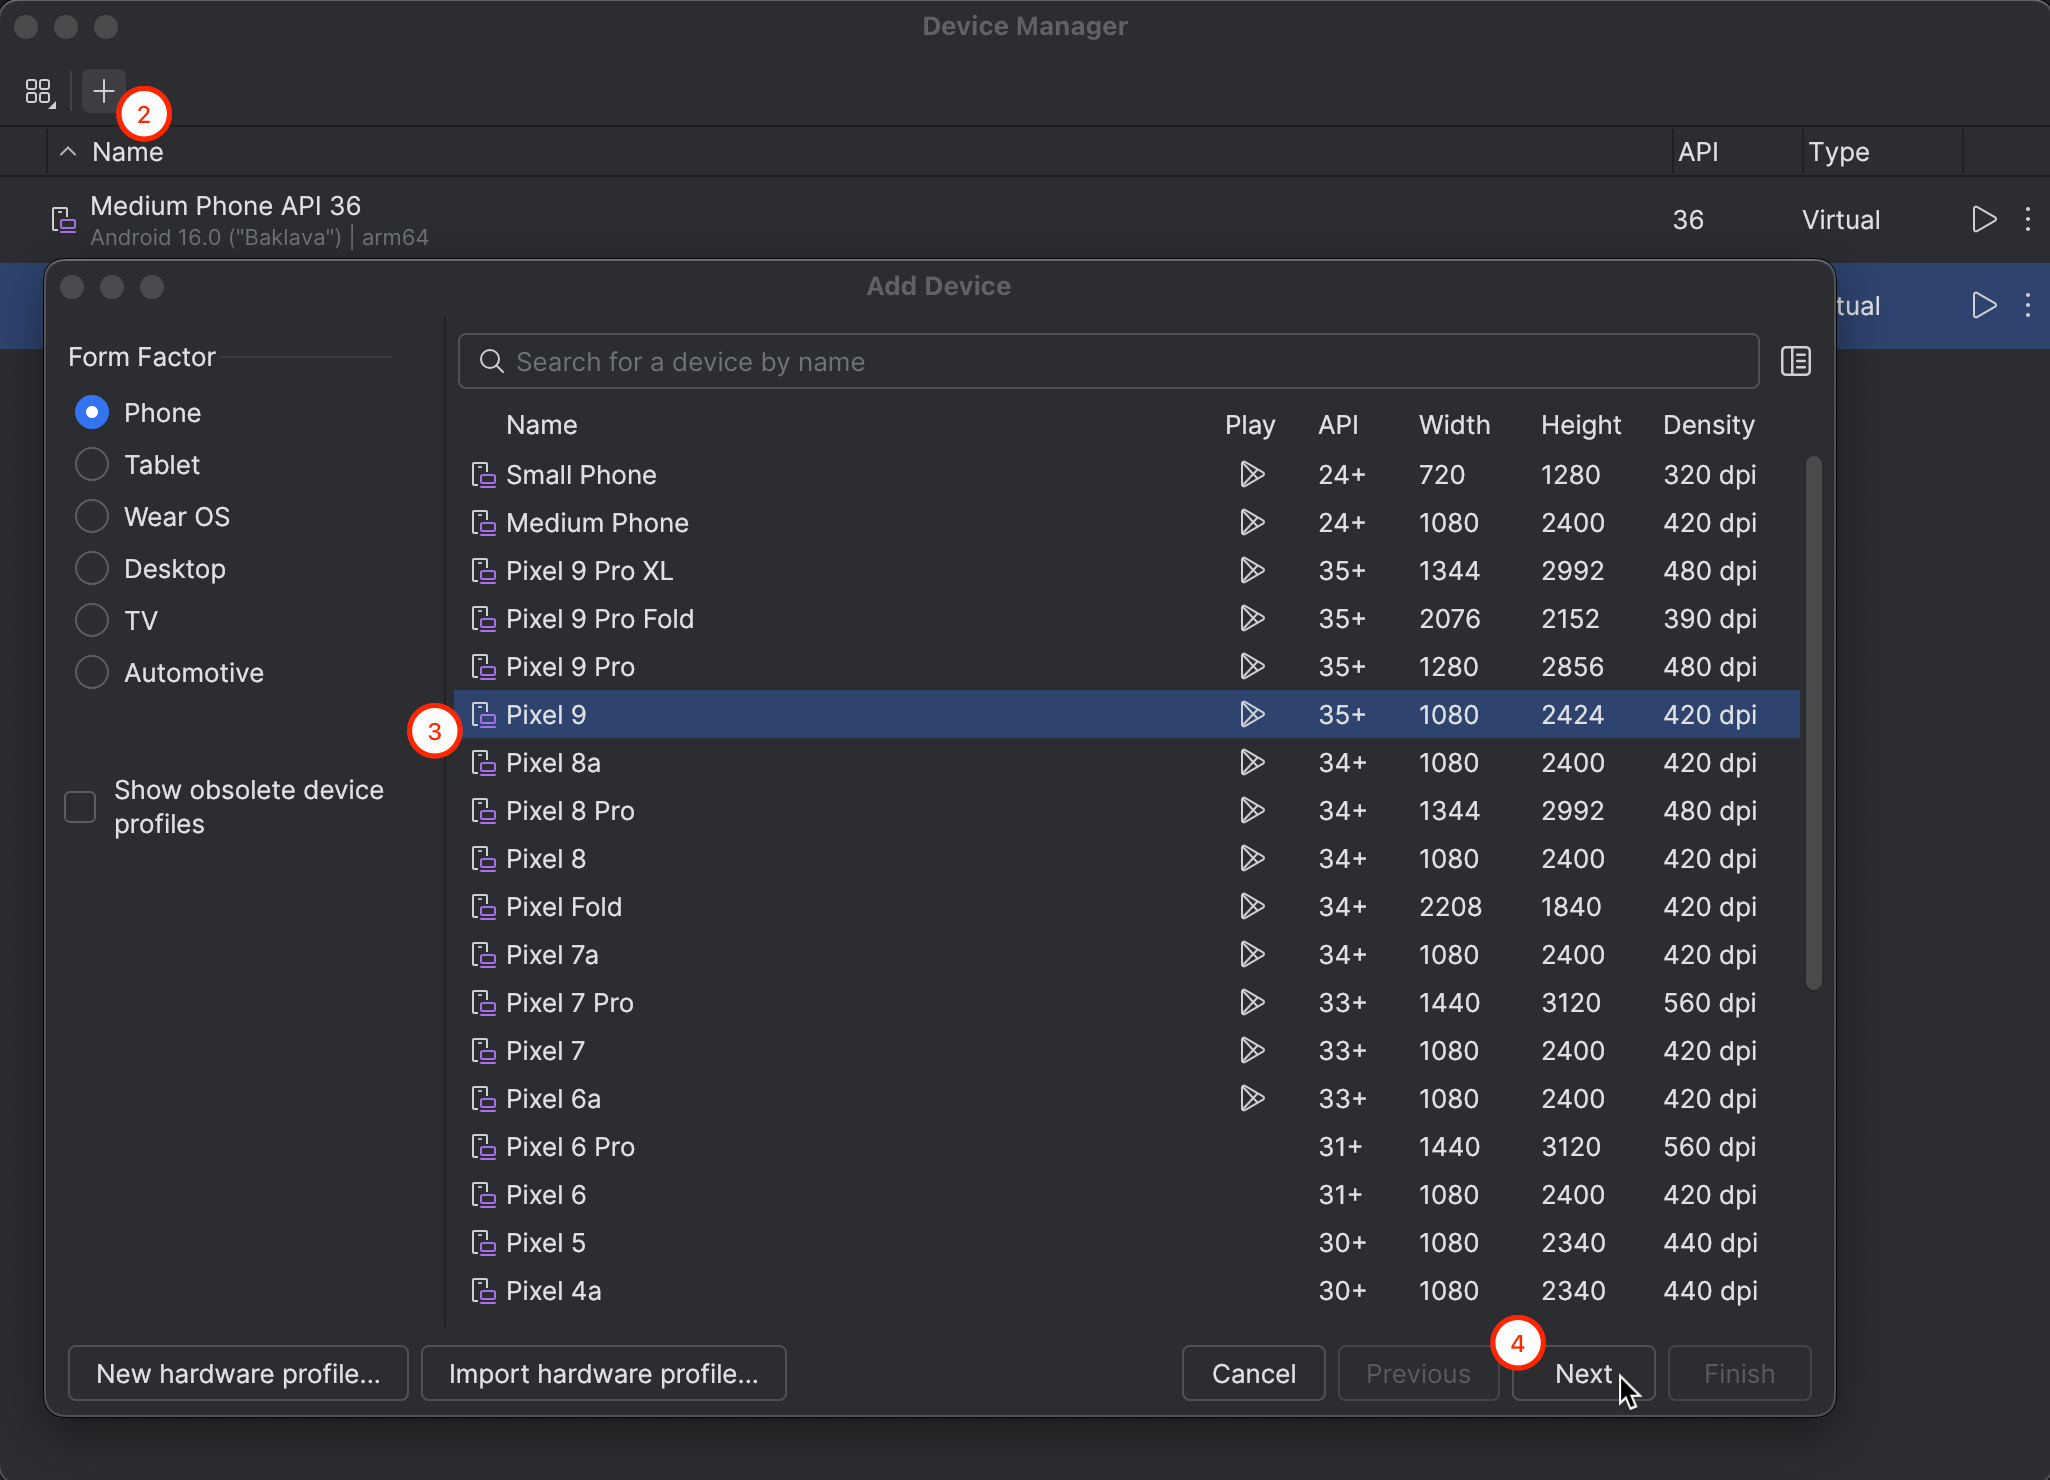 Device Manager
2
Name API Type
Medium Phone API 36 36 Virtual
Android 16.0 ("Baklava") | arm64
Add Device
tual
Form Factor
Phone
Tablet
Wear OS
Desktop
TV
Automotive
Show obsolete device
profiles
Search for a device by name
Name Play API Width Height Density
Small Phone 24+ 720 1280 320 dpi
Medium Phone 24+ 1080 2400 420 dpi
Pixel 9 Pro XL 35+ 1344 2992 480 dpi
Pixel 9 Pro Fold 35+ 2076 2152 390 dpi
Pixel 9 Pro 35+ 1280 2856 480 dpi
3
Pixel 9 35+ 1080 2424 420 dpi
Pixel 8a 34+ 1080 2400 420 dpi
Pixel 8 Pro 34+ 1344 2992 480 dpi
Pixel 8 34+ 1080 2400 420 dpi
Pixel Fold 34+ 2208 1840 420 dpi
Pixel 7a 34+ 1080 2400 420 dpi
Pixel 7 Pro 33+ 1440 3120 560 dpi
Pixel 7 33+ 1080 2400 420 dpi
Pixel 6a 33+ 1080 2400 420 dpi
Pixel 6 Pro 31+ 1440 3120 560 dpi
Pixel 6 31+ 1080 2400 420 dpi
Pixel 5 30+ 1080 2340 440 dpi
Pixel 4a 30+ 1080 2340 440 dpi
4
New hardware profile... Import hardware profile... Cancel Previous Next Finish